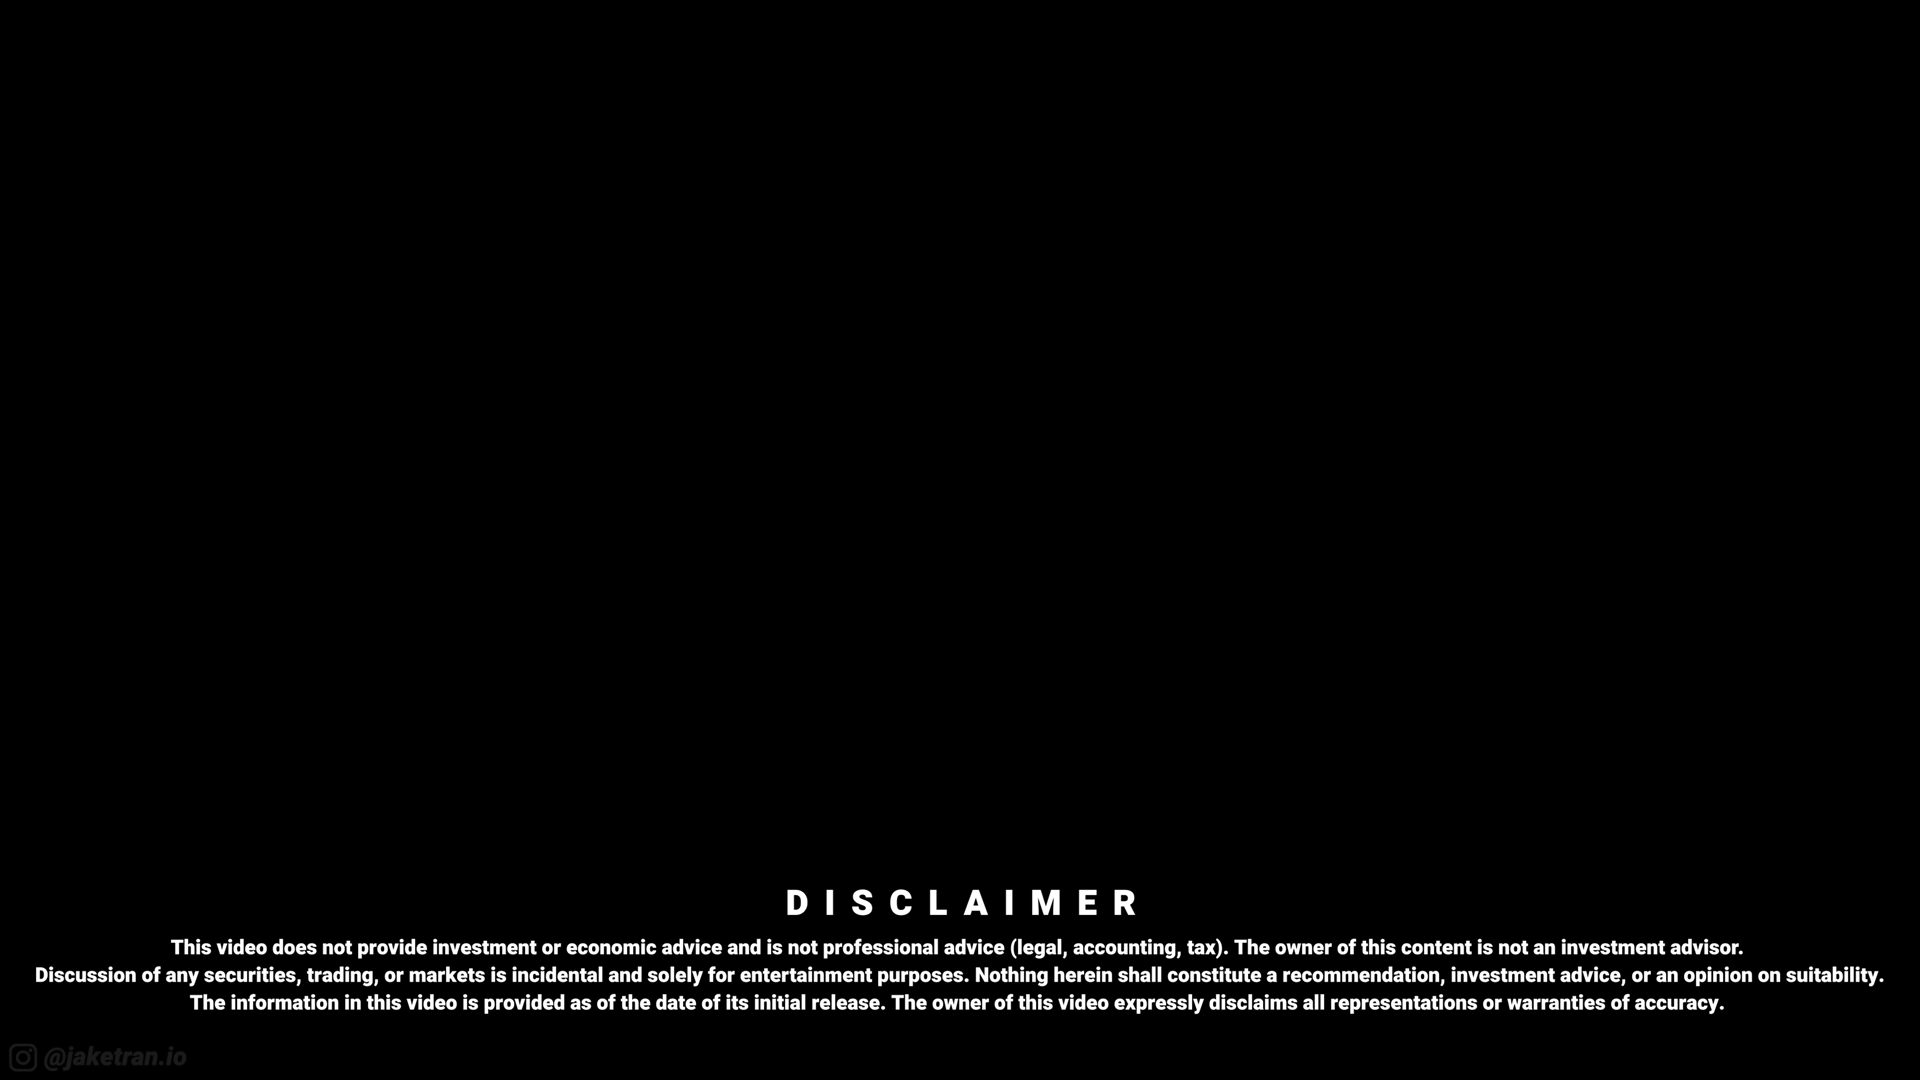 DISCLAIMER
This video does not provide investment or economic advice and is not professional advice (legal, accounting, tax). The owner of this content is not an investment advisor.
Discussion of any securities, trading, or markets is incidental and solely for entertainment purposes. Nothing herein shall constitute a recommendation, investment advice, or an opinion on suitability.
The information in this video is provided as of the date of its initial release. The owner of this video expressly disclaims all representations or warranties of accuracy.
@jaketran.io